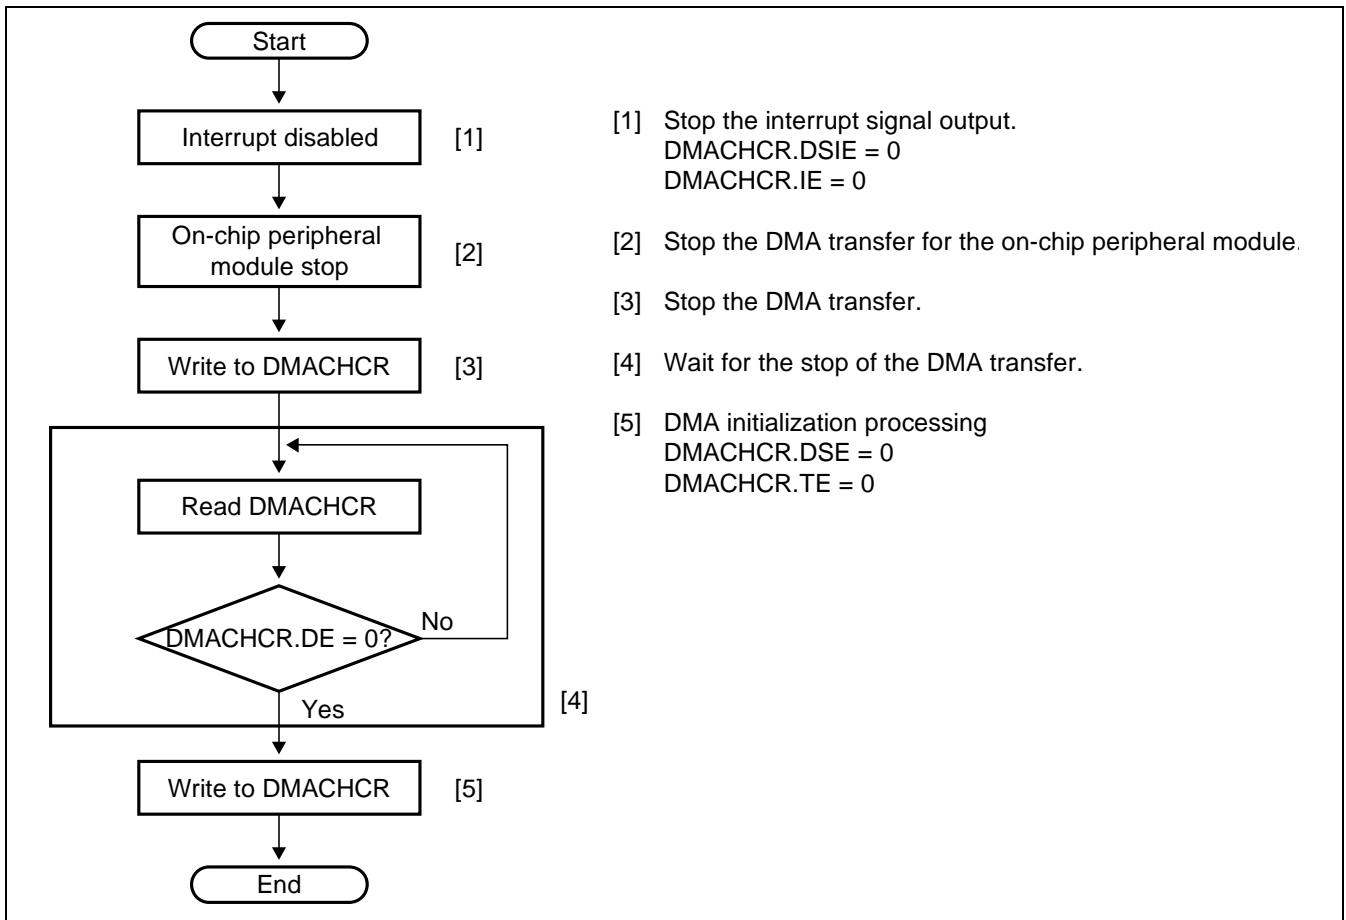 Start
Interrupt disabled
[1]
On-chip peripheral
module stop
[2]
Write to DMACHCR
[3]
Read DMACHCR
DMACHCR.DE = 0?
No
Yes
[4]
Write to DMACHCR
[5]
End
[1] Stop the interrupt signal output.
DMACHCR.DSIE = 0
DMACHCR.IE = 0
[2] Stop the DMA transfer for the on-chip peripheral module.
[3] Stop the DMA transfer.
[4] Wait for the stop of the DMA transfer.
[5] DMA initialization processing
DMACHCR.DSE = 0
DMACHCR.TE = 0